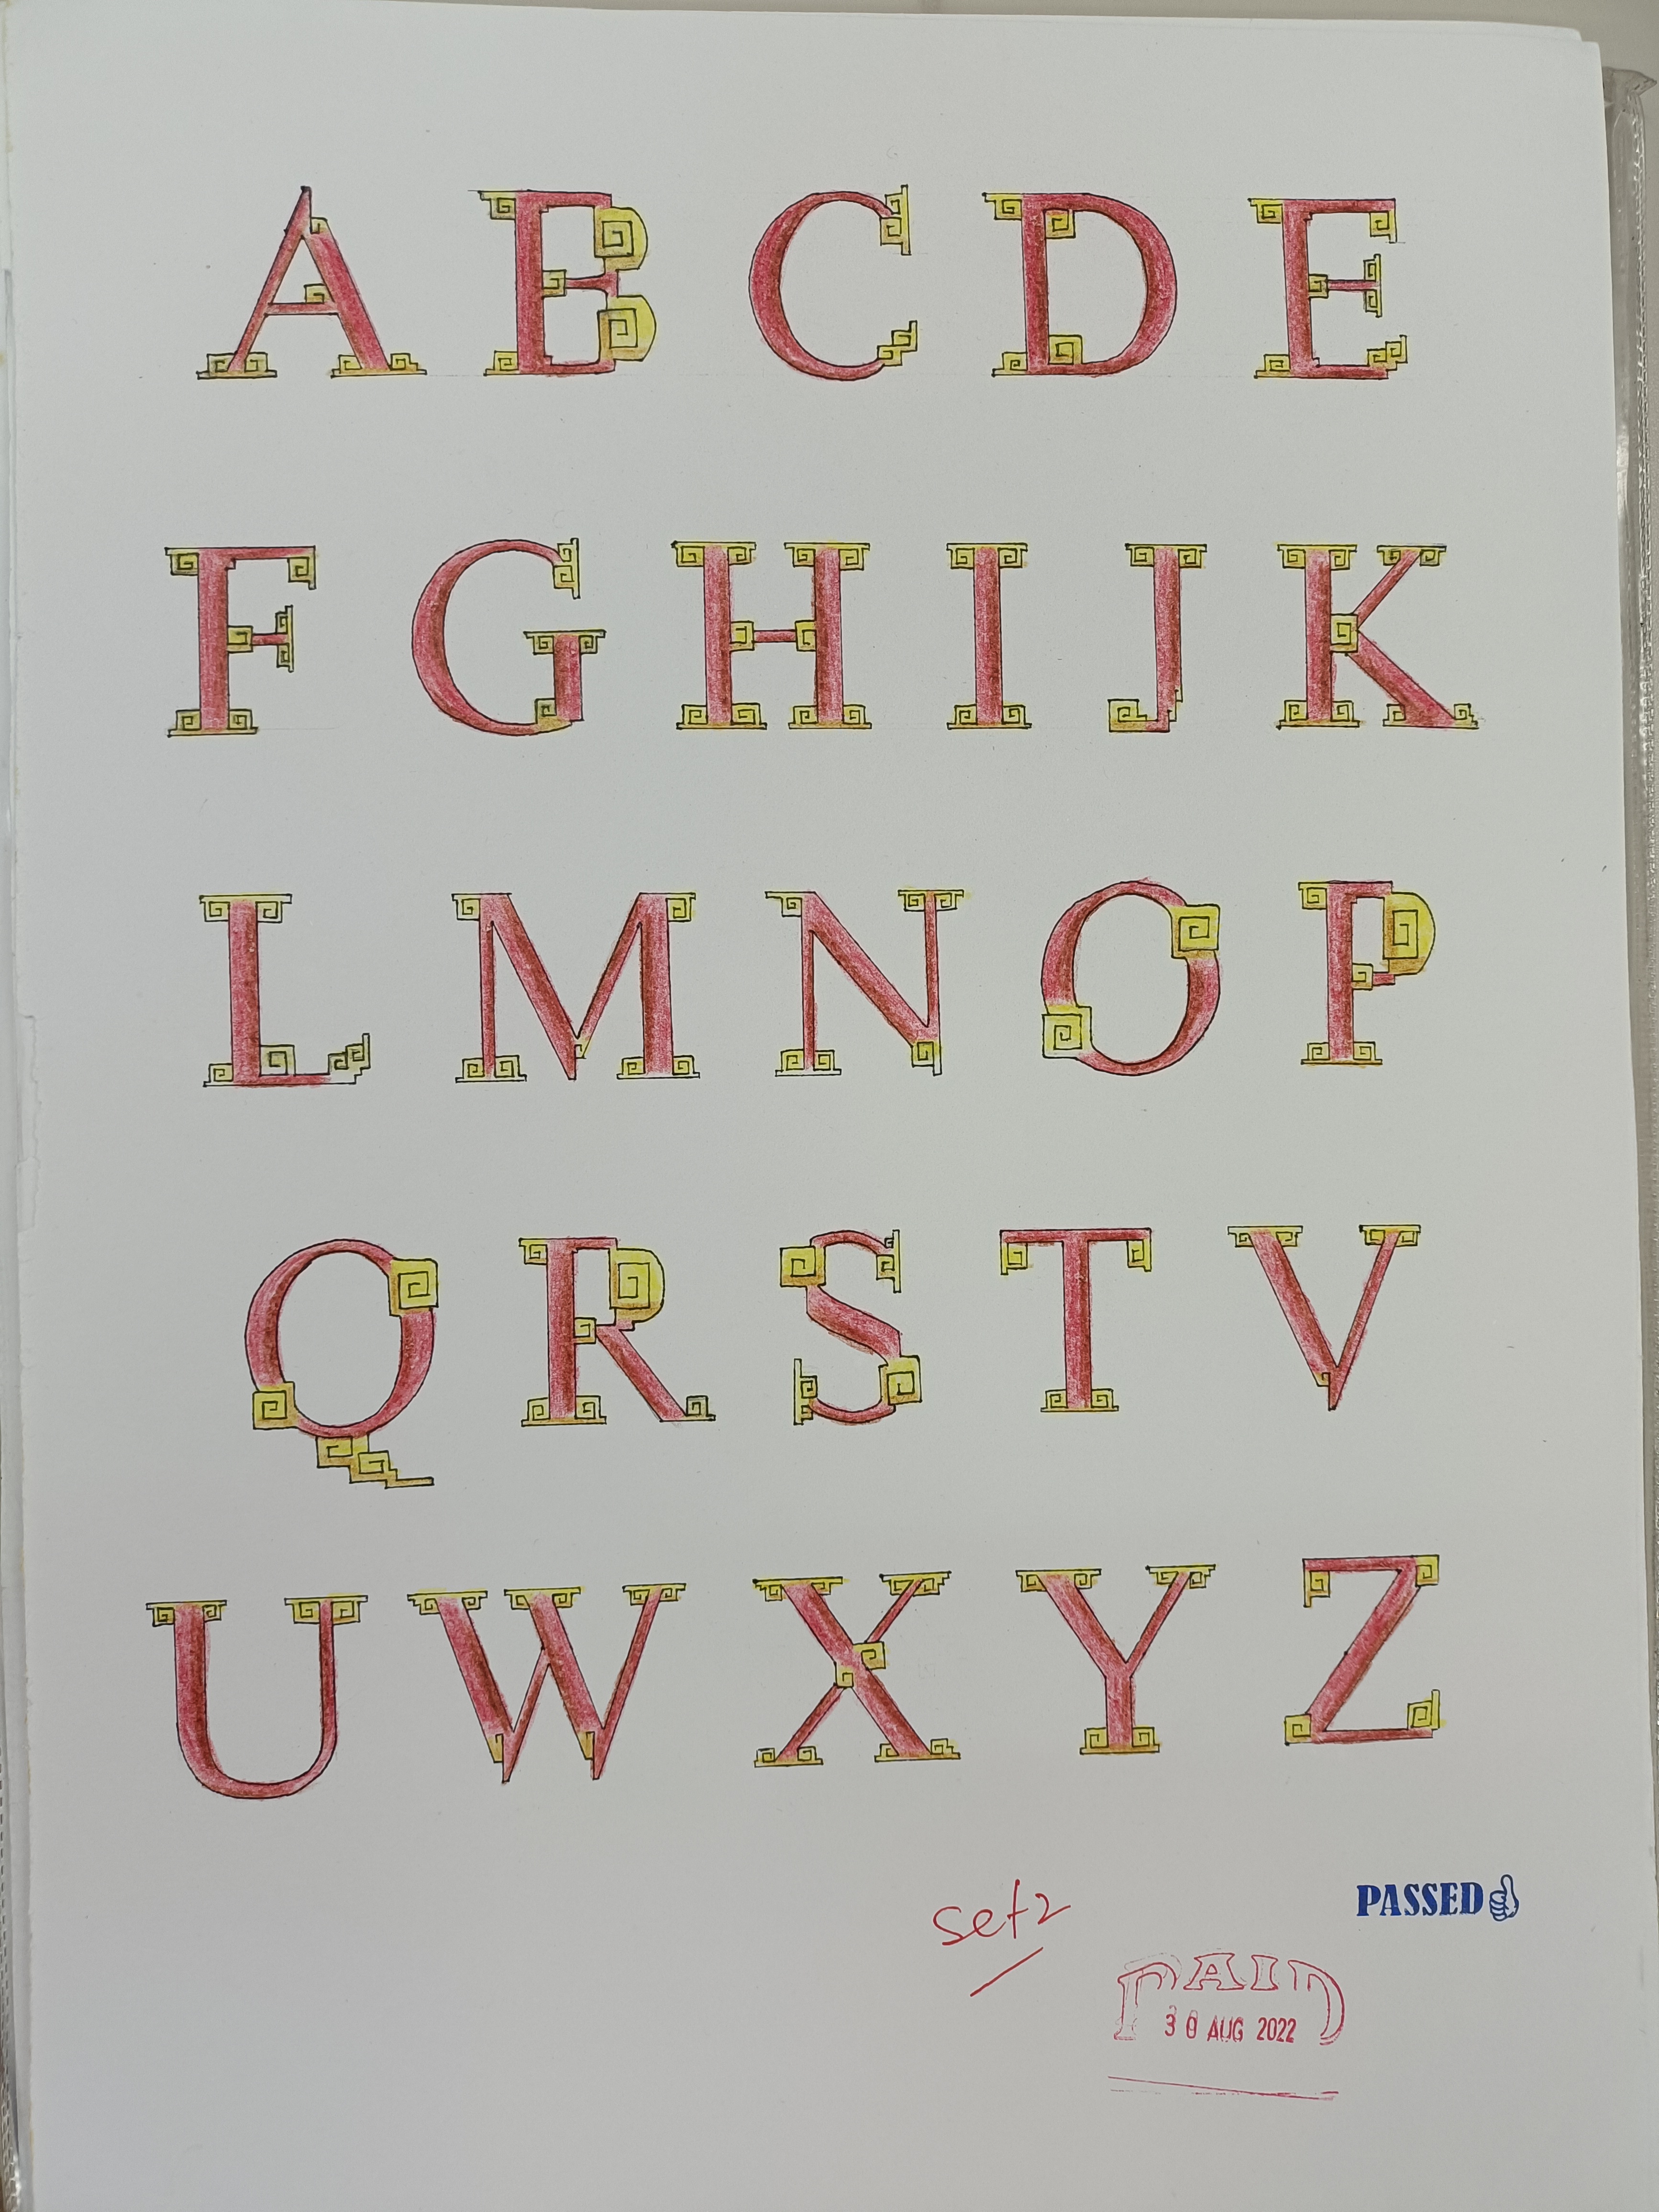 A B C D E
F G H I J K
L M N O P
Q R S T V
U W X Y Z
set2
PASSED
PAID
30 AUG 2022